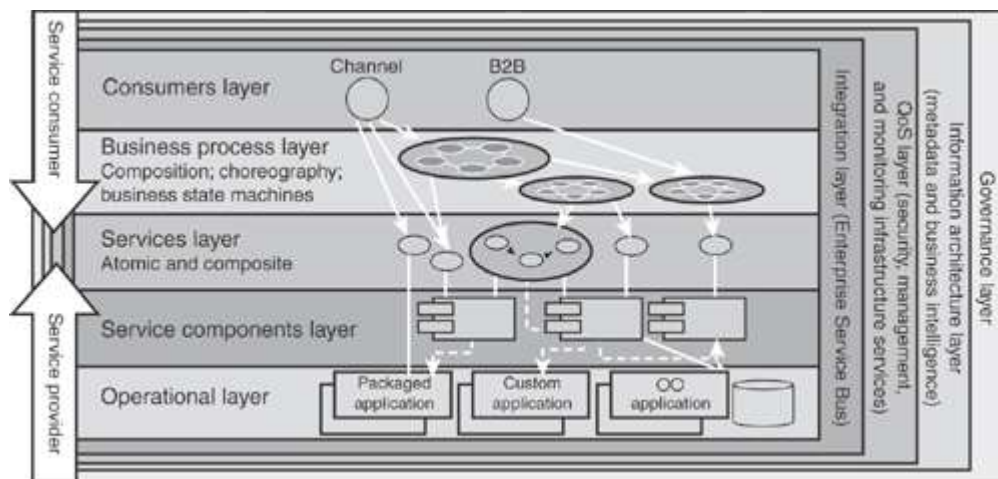 Service consumer
Service provider
Channel
B2B
Consumers layer
Business process layer
Composition; choreography;
business state machines
Services layer
Atomic and composite
Service components layer
Operational layer
Packaged
application
Custom
application
OO
application
Integration layer (Enterprise Service Bus)
QoS layer (security, management,
and monitoring infrastructure services)
Information architecture layer
(metadata and business intelligence)
Governance layer